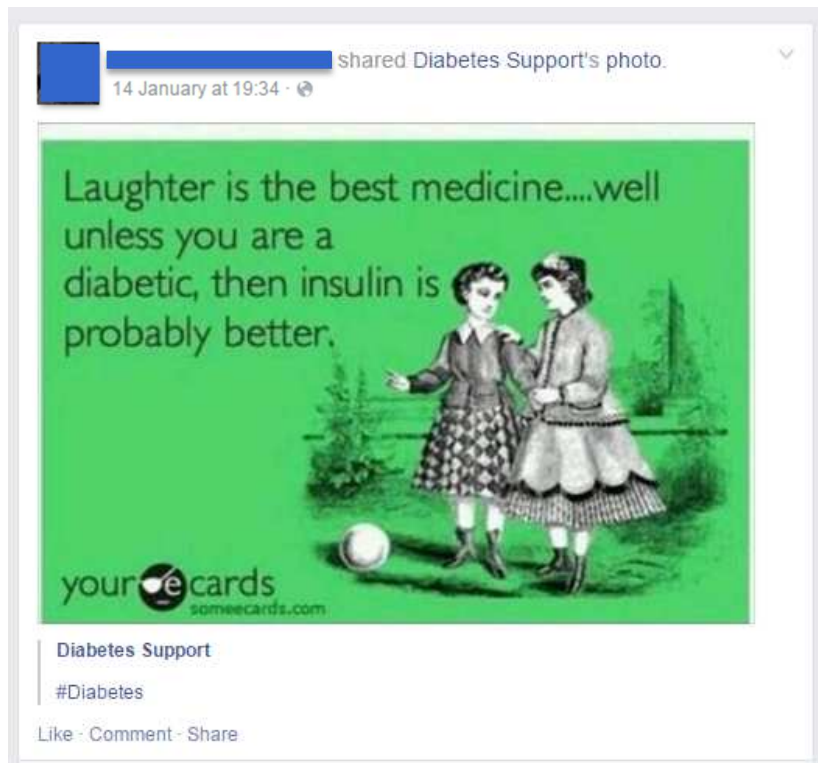 shared Diabetes Support's photo.
14 January at 19:34 ·
Laughter is the best medicine....well
unless you are a
diabetic, then insulin is
probably better.
your e cards
someecards.com
Diabetes Support
#Diabetes
Like · Comment · Share